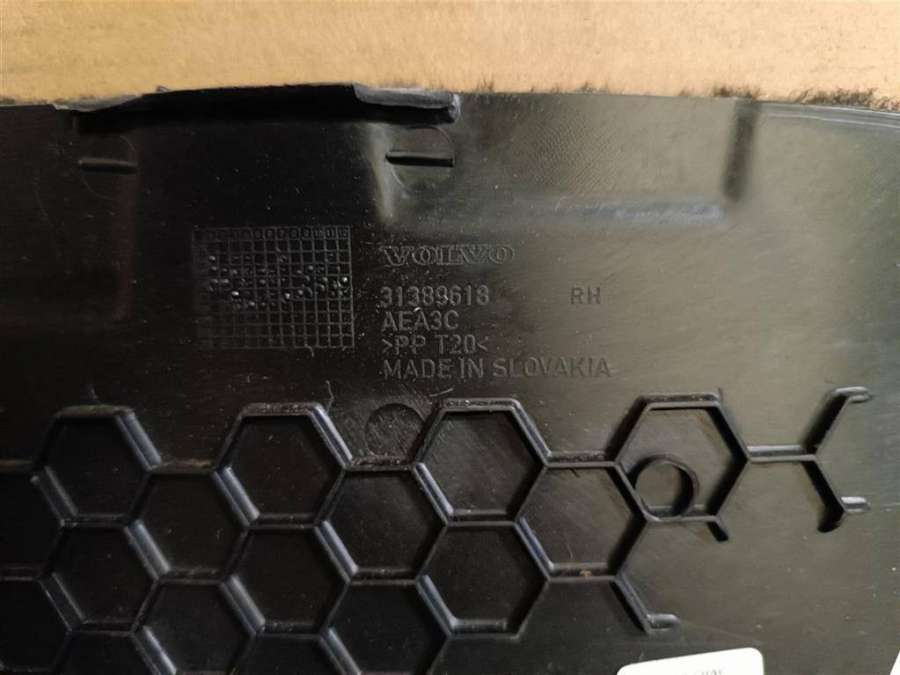 VOLVO
31389618 RH
AEA3C
>PP T20<
MADE IN SLOVAKIA